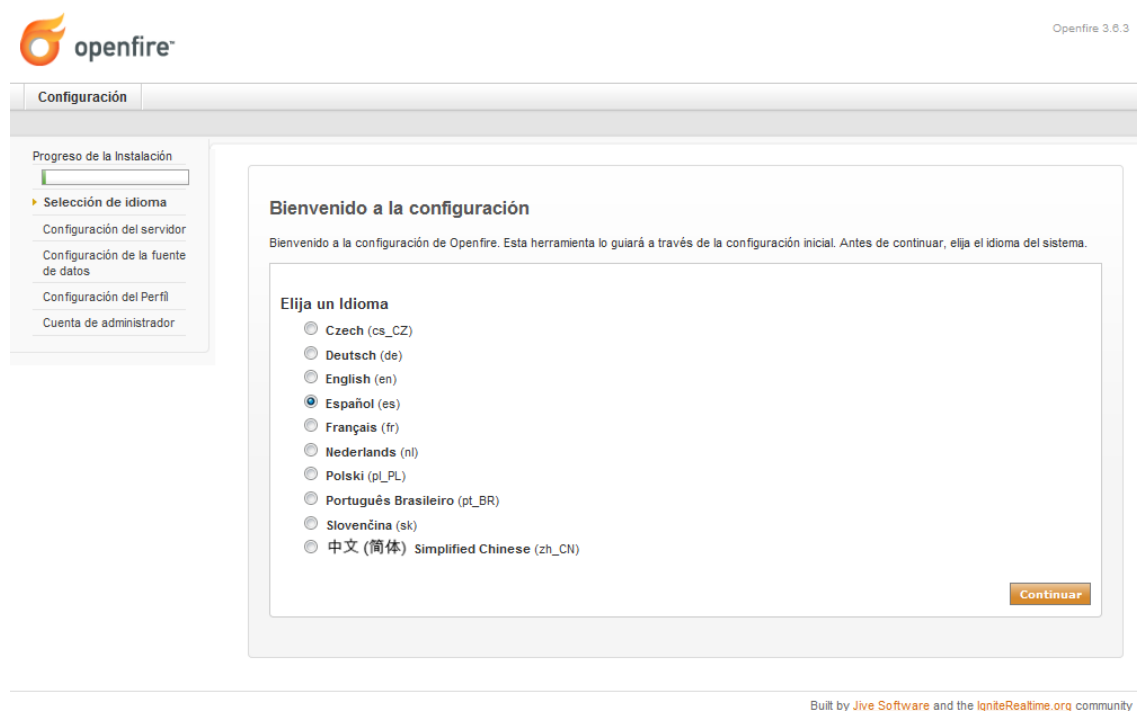 openfire™
Openfire 3.6.3
Configuración
Progreso de la Instalación
Selección de idioma
Configuración del servidor
Configuración de la fuente
de datos
Configuración del Perfíl
Cuenta de administrador
Bienvenido a la configuración
Bienvenido a la configuración de Openfire. Esta herramienta lo guiará a través de la configuración inicial. Antes de continuar, elija el idioma del sistema.
Elija un Idioma
Czech (cs_CZ)
Deutsch (de)
English (en)
Español (es)
Français (fr)
Nederlands (nl)
Polski (pl_PL)
Português Brasileiro (pt_BR)
Slovenčina (sk)
中文 (简体) Simplified Chinese (zh_CN)
Continuar
Built by Jive Software and the IgniteRealtime.org community